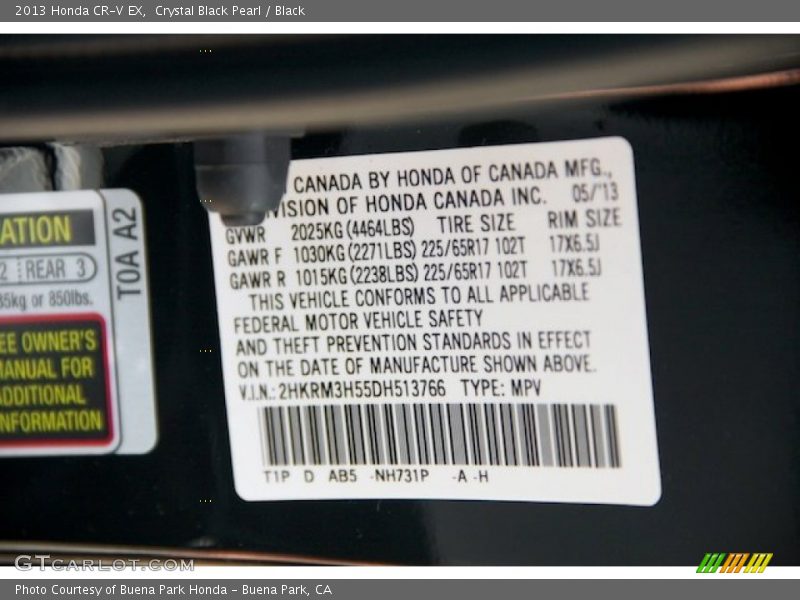 2013 Honda CR-V EX,  Crystal Black Pearl / Black
CANADA BY HONDA OF CANADA MFG.,
VISION OF HONDA CANADA INC. 05/'13
GVWR 2025KG (4464LBS) TIRE SIZE RIM SIZE
GAWR F 1030KG (2271LBS) 225/65R17 102T 17X6.5J
GAWR R 1015KG (2238LBS) 225/65R17 102T 17X6.5J
THIS VEHICLE CONFORMS TO ALL APPLICABLE
FEDERAL MOTOR VEHICLE SAFETY
AND THEFT PREVENTION STANDARDS IN EFFECT
ON THE DATE OF MANUFACTURE SHOWN ABOVE.
V.I.N.: 2HKRM3H55DH513766 TYPE: MPV
T1P D AB5 -NH731P -A -H
ATION
2 REAR 3
85kg or 850lbs.
EE OWNER'S
MANUAL FOR
ADDITIONAL
NFORMATION
T0A A2
GTCarLot.com
Photo Courtesy of Buena Park Honda - Buena Park, CA